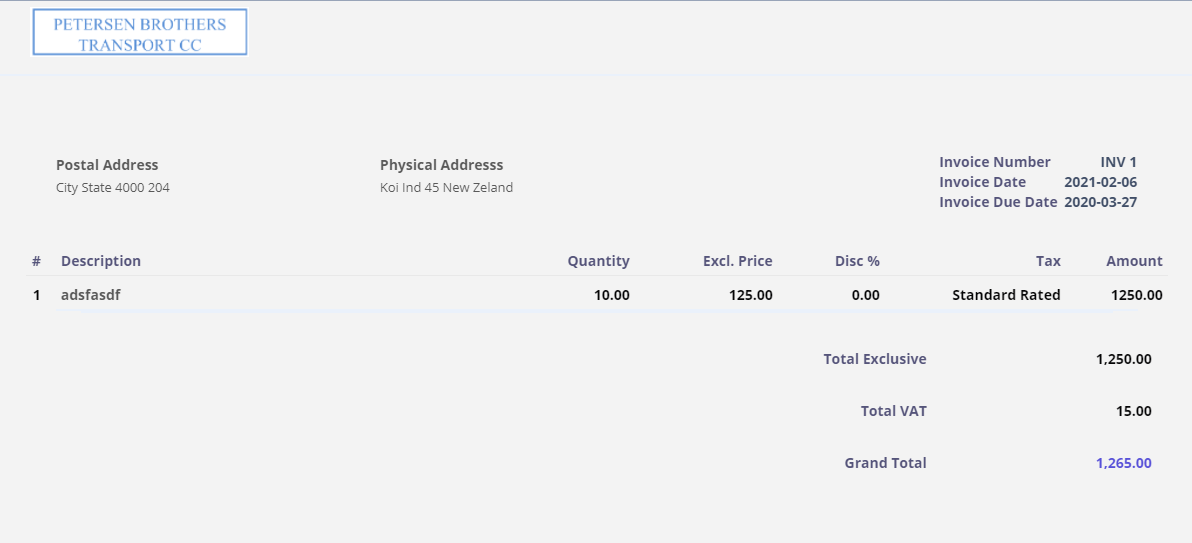 PETERSEN BROTHERS
TRANSPORT CC
Postal Address
City State 4000 204
Physical Addresss
Koi Ind 45 New Zeland
Invoice Number INV 1
Invoice Date 2021-02-06
Invoice Due Date 2020-03-27
# Description Quantity Excl. Price Disc % Tax Amount
1 adsfasdf 10.00 125.00 0.00 Standard Rated 1250.00
Total Exclusive 1,250.00
Total VAT 15.00
Grand Total 1,265.00